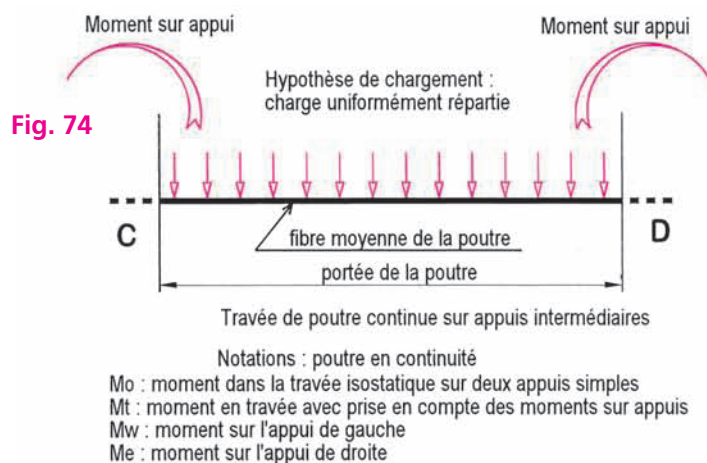 Moment sur appui
Moment sur appui
Hypothèse de chargement :
charge uniformément répartie
Fig. 74
C
D
fibre moyenne de la poutre
portée de la poutre
Travée de poutre continue sur appuis intermédiaires
Notations : poutre en continuité
Mo : moment dans la travée isostatique sur deux appuis simples
Mt : moment en travée avec prise en compte des moments sur appuis
Mw : moment sur l'appui de gauche
Me : moment sur l'appui de droite